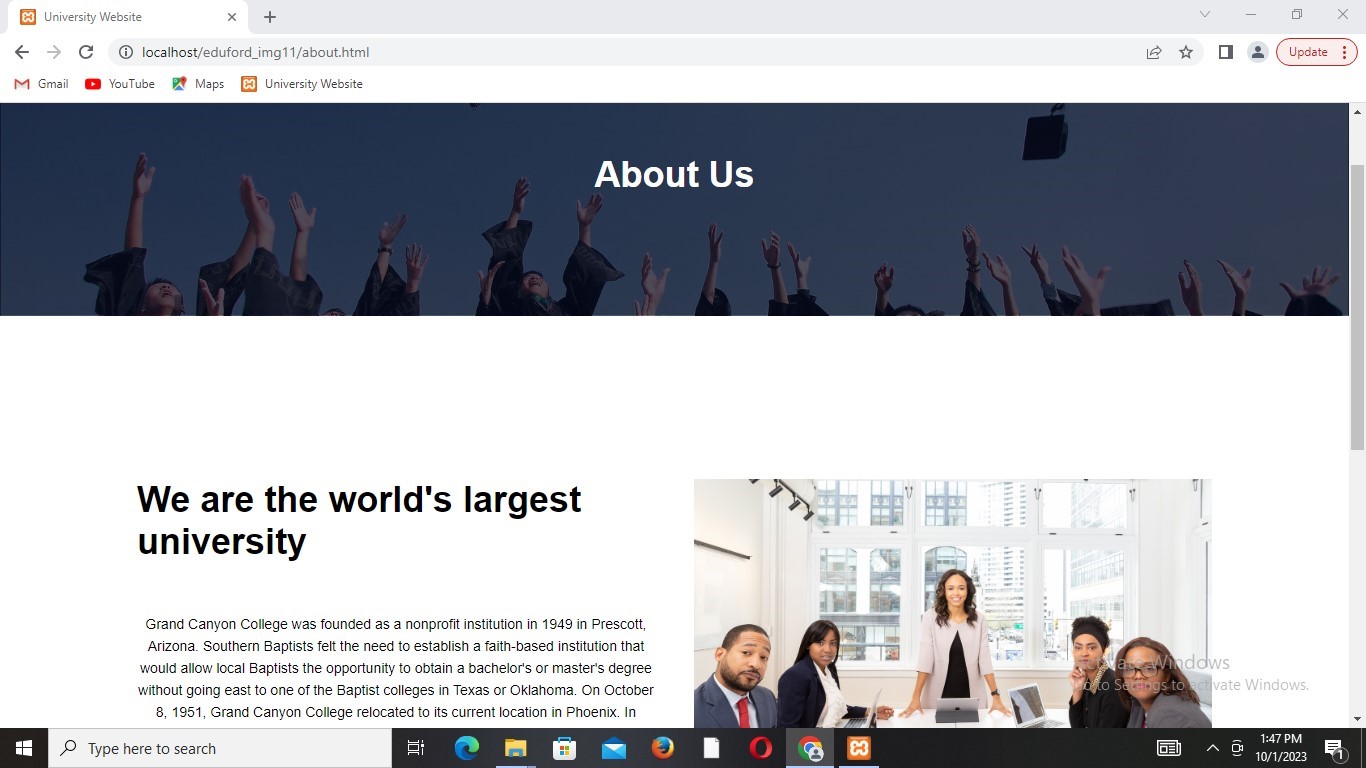 University Website
localhost/eduford_img11/about.html
Update
Gmail
YouTube
Maps
University Website
About Us
We are the world's largest
university
Grand Canyon College was founded as a nonprofit institution in 1949 in Prescott,
Arizona. Southern Baptists felt the need to establish a faith-based institution that
would allow local Baptists the opportunity to obtain a bachelor's or master's degree
without going east to one of the Baptist colleges in Texas or Oklahoma. On October
8, 1951, Grand Canyon College relocated to its current location in Phoenix. In
Activate Windows
Go to Settings to activate Windows.
Type here to search
1:47 PM
10/1/2023
1